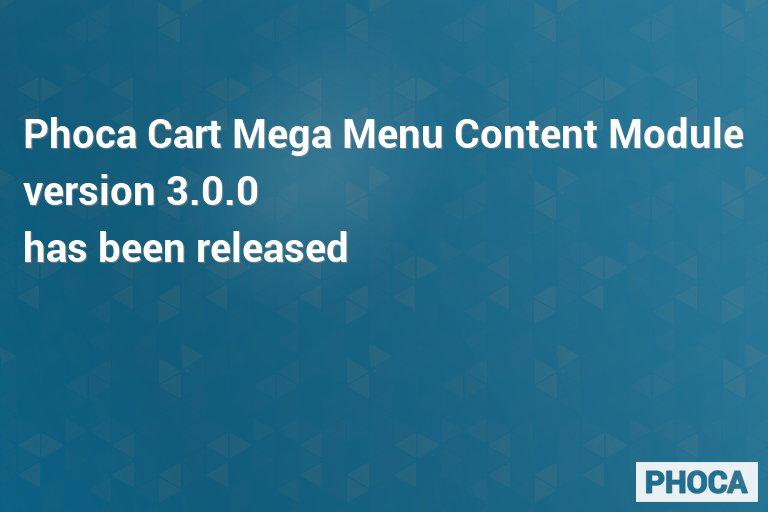 Phoca Cart Mega Menu Content Module
version 3.0.0
has been released
PHOCA